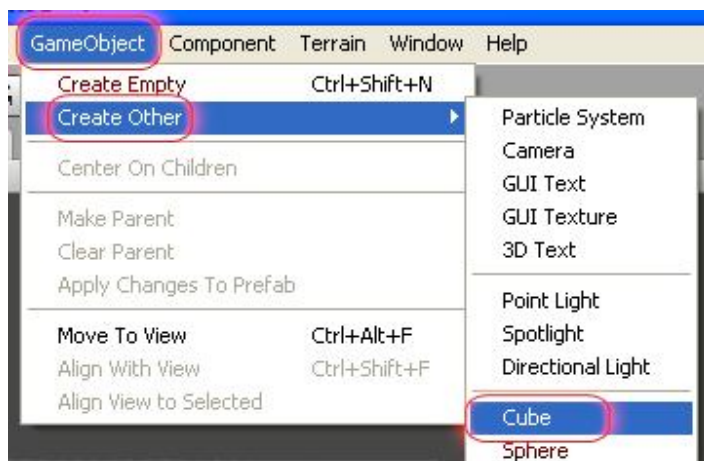 GameObject Component Terrain Window Help
Create Empty Ctrl+Shift+N
Create Other
Center On Children
Make Parent
Clear Parent
Apply Changes To Prefab
Move To View Ctrl+Alt+F
Align With View Ctrl+Shift+F
Align View to Selected
Particle System
Camera
GUI Text
GUI Texture
3D Text
Point Light
Spotlight
Directional Light
Cube
Sphere